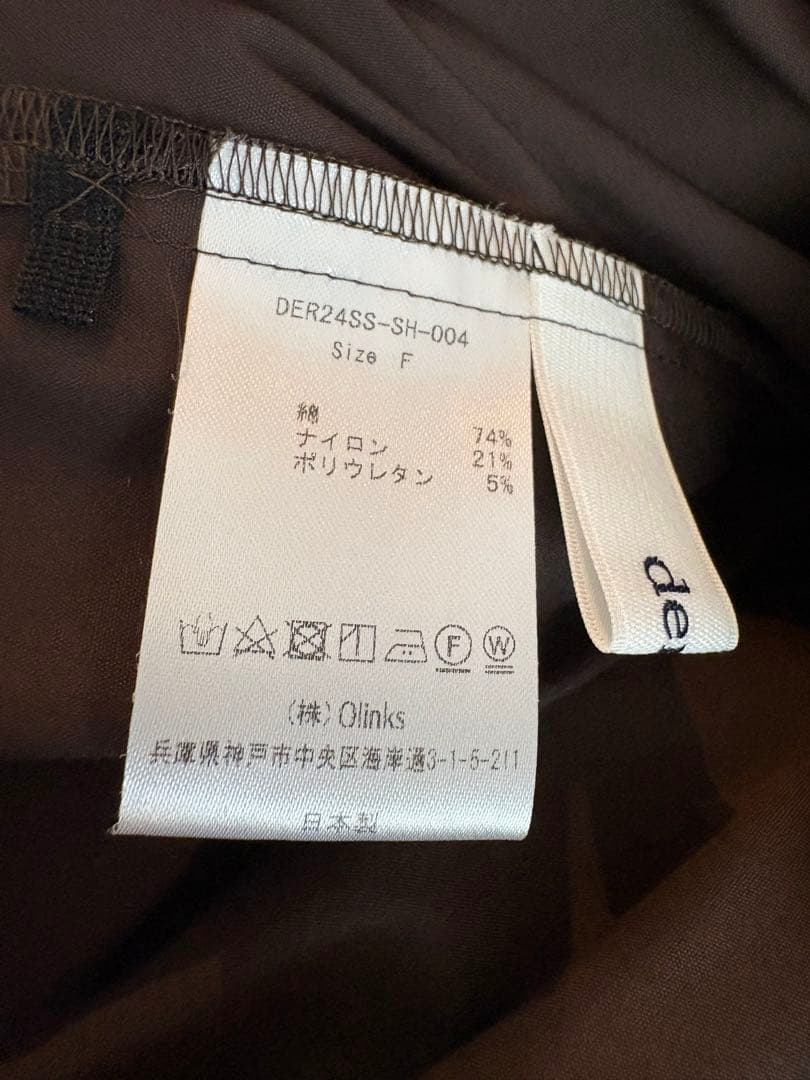 DER24SS-SH-004
Size F
綿 74%
ナイロン 21%
ポリウレタン 5%
F W
(株)Olinks
兵庫県神戸市中央区海岸通3-1-5-211
日本製
de